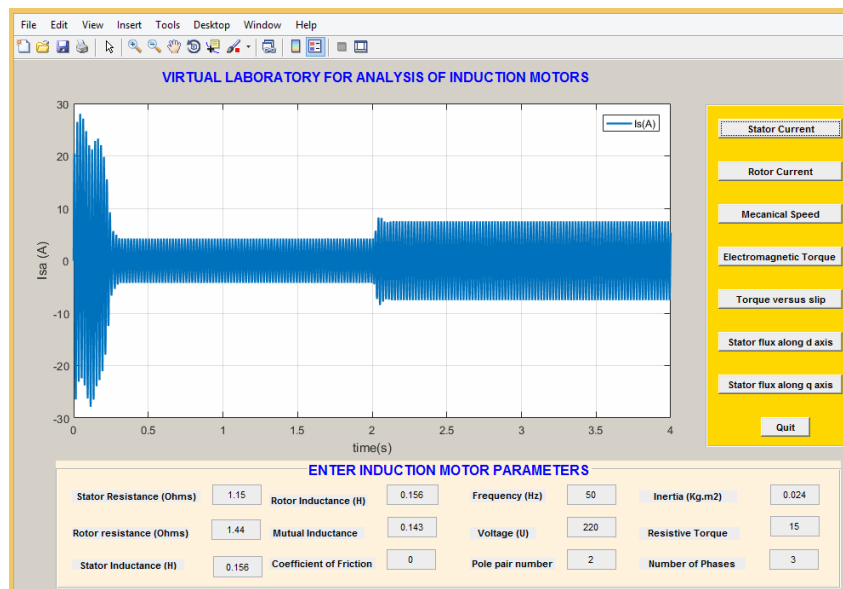 File Edit View Insert Tools Desktop Window Help
VIRTUAL LABORATORY FOR ANALYSIS OF INDUCTION MOTORS
30
20
10
0
-10
-20
-30
Isa (A)
Is(A)
0 0.5 1 1.5 2 2.5 3 3.5 4
time(s)
Stator Current
Rotor Current
Mecanical Speed
Electromagnetic Torque
Torque versus slip
Stator flux along d axis
Stator flux along q axis
Quit
ENTER INDUCTION MOTOR PARAMETERS
Stator Resistance (Ohms) 1.15 Rotor Inductance (H) 0.156 Frequency (Hz) 50 Inertia (Kg.m2) 0.024
Rotor resistance (Ohms) 1.44 Mutual Inductance 0.143 Voltage (U) 220 Resistive Torque 15
Stator Inductance (H) 0.156 Coefficient of Friction 0 Pole pair number 2 Number of Phases 3